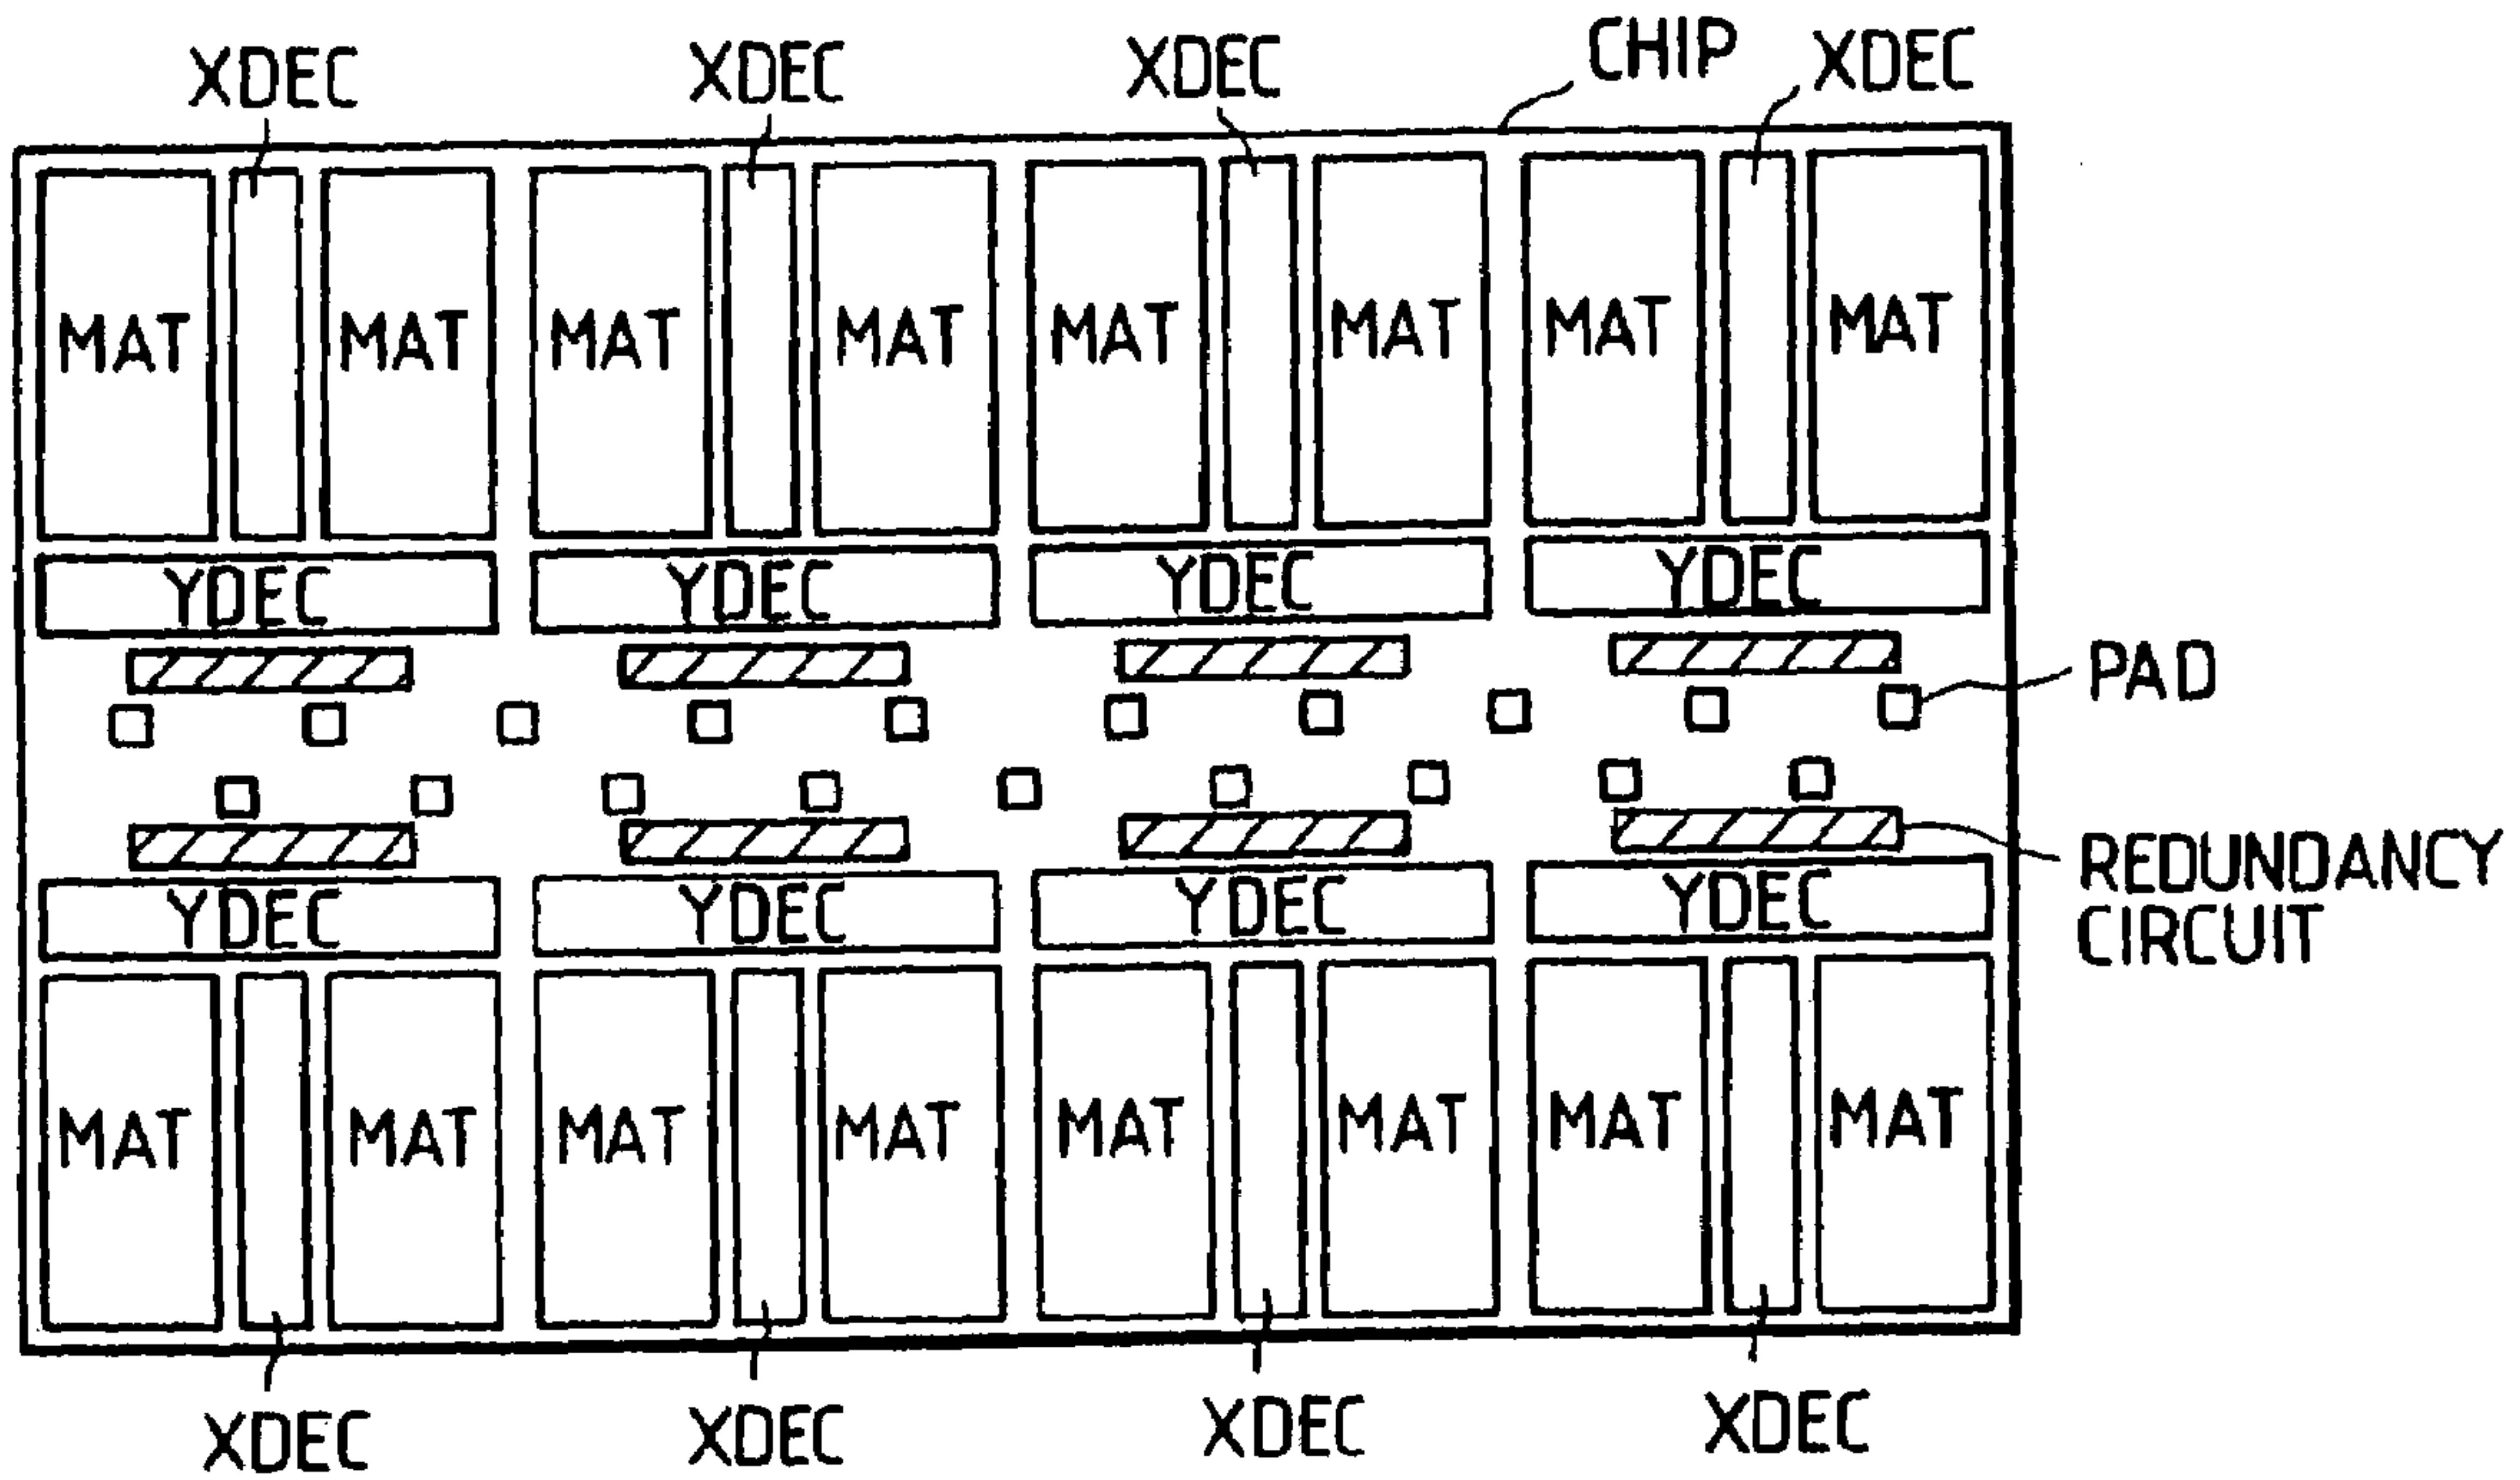 XDEC XDEC XDEC CHIP XDEC
MAT MAT MAT MAT MAT MAT MAT MAT
YDEC YDEC YDEC YDEC
PAD
REDUNDANCY
CIRCUIT
YDEC YDEC YDEC YDEC
MAT MAT MAT MAT MAT MAT MAT MAT
XDEC XDEC XDEC XDEC